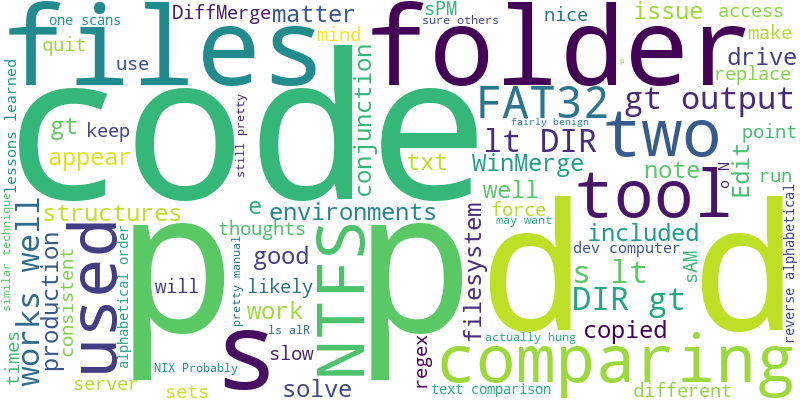 one scans
DiffMerge
matter
sPM
sure others
nice
issue
access
files
folder
quit
use
mind
make
drive
replace
lessons learned
code
still pretty
conjunction
FAT32
gt output
fairly benign
p
gt
keep
appear
txt
lt DIR
two
point
WinMerge
note
Edit
o N
run
similar technique
structures
e
environments
well
tool
force
may want
works well
production
consistent
used
alphabetical order
p
thoughts
pretty manual
good
NTFS
p
filesystem
d
included
dev computer
s lt
sAM
d
reverse alphabetical
will
likely
DIR gt
work
ls alR
copied
actually hung
times
NIX Probably
s
slow
regex
comparing
server
sets
solve
text comparison
different